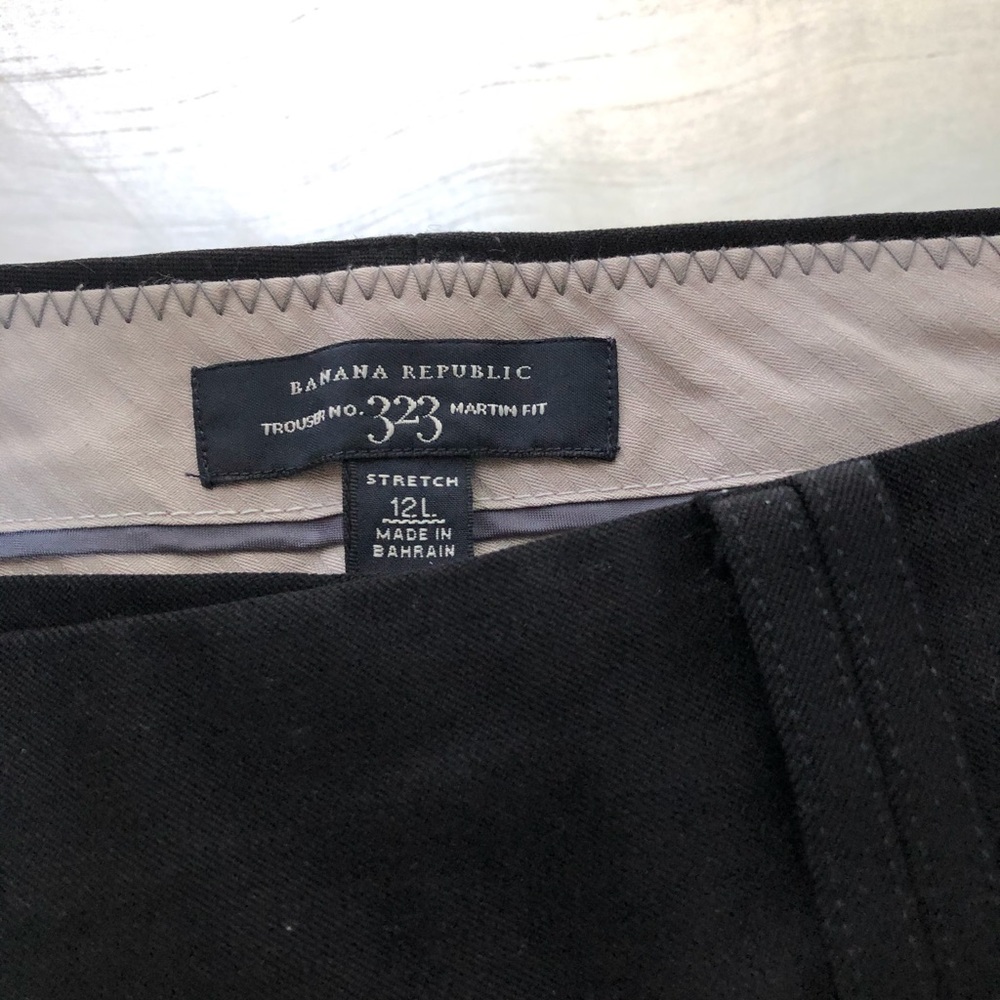 BANANA REPUBLIC
TROUSER NO. 323 MARTIN FIT
STRETCH
12L
MADE IN
BAHRAIN